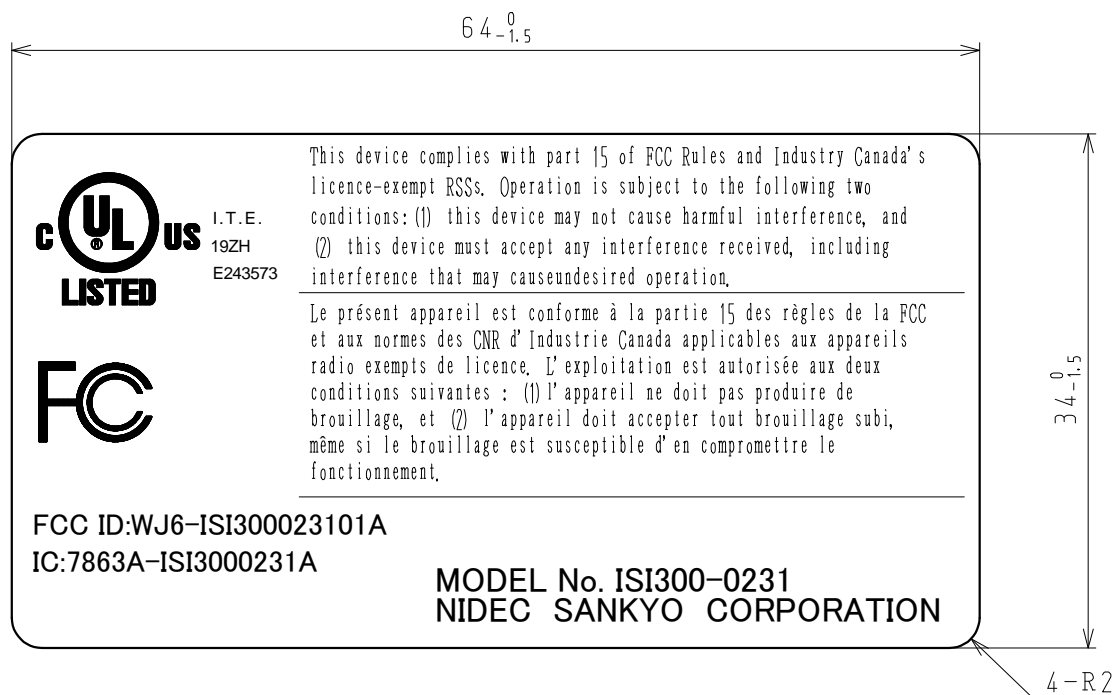 64 0 -1.5
This device complies with part 15 of FCC Rules and Industry Canada's
licence-exempt RSSs. Operation is subject to the following two
conditions: (1) this device may not cause harmful interference, and
(2) this device must accept any interference received, including
interference that may causeundesired operation.
c UL ® US
LISTED
I.T.E.
19ZH
E243573
Le présent appareil est conforme à la partie 15 des règles de la FCC
et aux normes des CNR d'Industrie Canada applicables aux appareils
radio exempts de licence. L'exploitation est autorisée aux deux
conditions suivantes : (1) l'appareil ne doit pas produire de
brouillage, et (2) l'appareil doit accepter tout brouillage subi,
même si le brouillage est susceptible d'en compromettre le
fonctionnement.
FC
FCC ID:WJ6-ISI300023101A
IC:7863A-ISI3000231A
MODEL No. ISI300-0231
NIDEC SANKYO CORPORATION
34 0 -1.5
4-R2